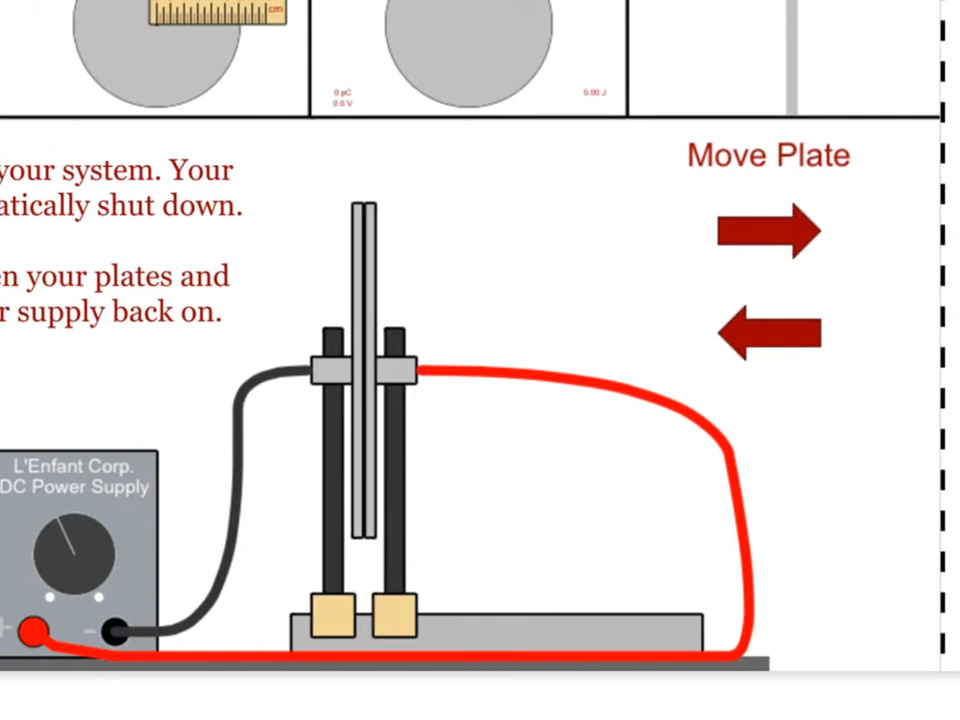 cm
0 pC
0.0 V
0.00 J
Move Plate
your system. Your
atically shut down.
en your plates and
r supply back on.
L'Enfant Corp.
DC Power Supply
+ -